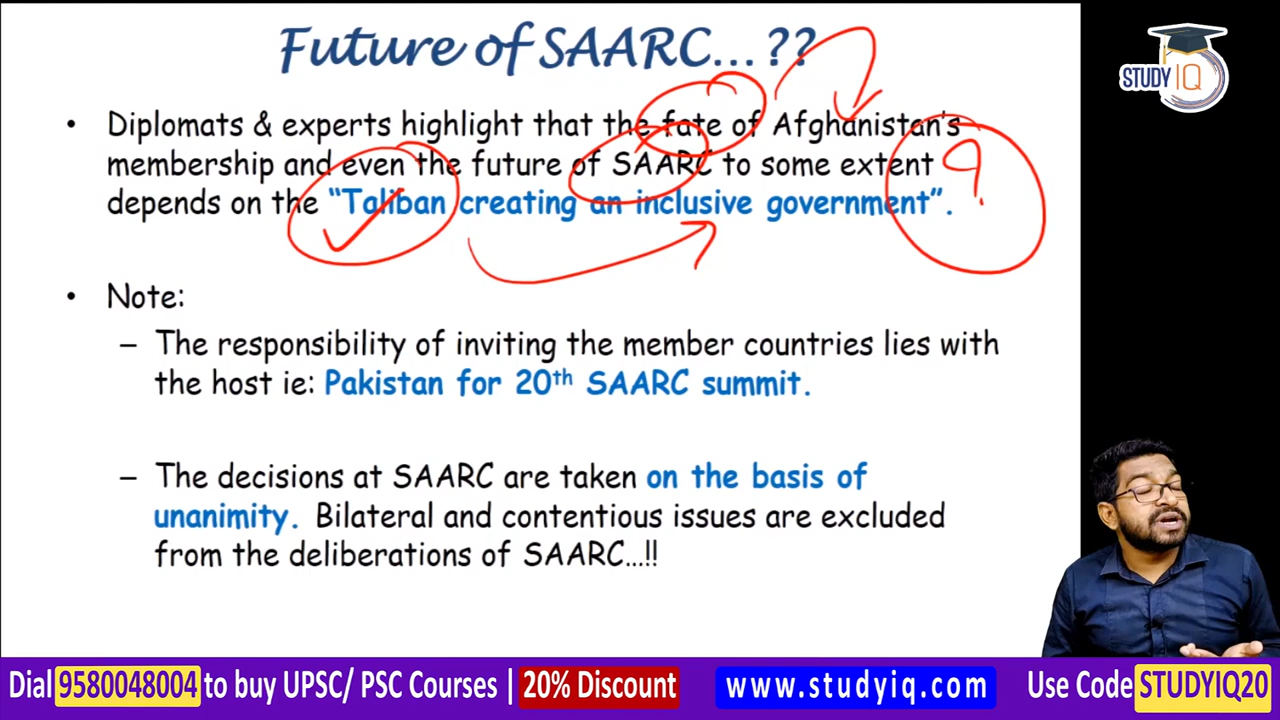 Future of SAARC...??
STUDY IQ
• Diplomats & experts highlight that the fate of Afghanistan's
membership and even the future of SAARC to some extent
depends on the "Taliban creating an inclusive government".
?
• Note:
– The responsibility of inviting the member countries lies with
the host ie: Pakistan for 20th SAARC summit.
– The decisions at SAARC are taken on the basis of
unanimity. Bilateral and contentious issues are excluded
from the deliberations of SAARC...!!
Dial 9580048004 to buy UPSC/ PSC Courses | 20% Discount www.studyiq.com Use Code STUDYIQ20